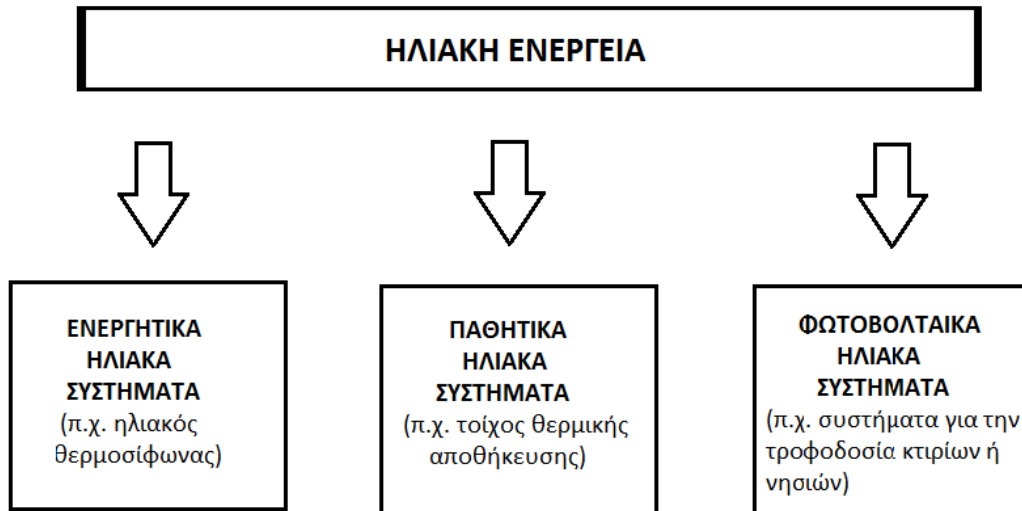 ΗΛΙΑΚΗ ΕΝΕΡΓΕΙΑ
ΕΝΕΡΓΗΤΙΚΑ
ΗΛΙΑΚΑ
ΣΥΣΤΗΜΑΤΑ
(π.χ. ηλιακός
θερμοσίφωνας)
ΠΑΘΗΤΙΚΑ
ΗΛΙΑΚΑ
ΣΥΣΤΗΜΑΤΑ
(π.χ. τοίχος θερμικής
αποθήκευσης)
ΦΩΤΟΒΟΛΤΑΙΚΑ
ΗΛΙΑΚΑ
ΣΥΣΤΗΜΑΤΑ
(π.χ. συστήματα για την
τροφοδοσία κτιρίων ή
νησιών)